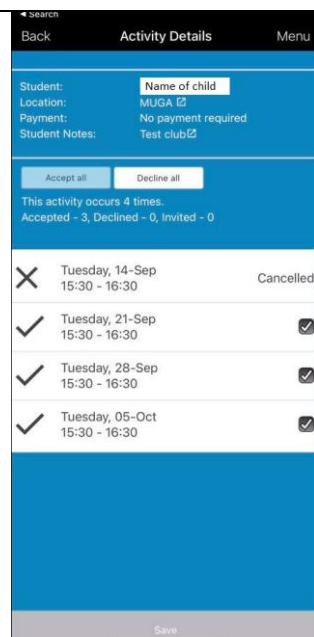 ◄ Search
Back Activity Details Menu
Student: Name of child
Location: MUGA
Payment: No payment required
Student Notes: Test club
Accept all Decline all
This activity occurs 4 times.
Accepted - 3, Declined - 0, Invited - 0
Tuesday, 14-Sep
15:30 - 16:30
Cancelled
Tuesday, 21-Sep
15:30 - 16:30
Tuesday, 28-Sep
15:30 - 16:30
Tuesday, 05-Oct
15:30 - 16:30
Save